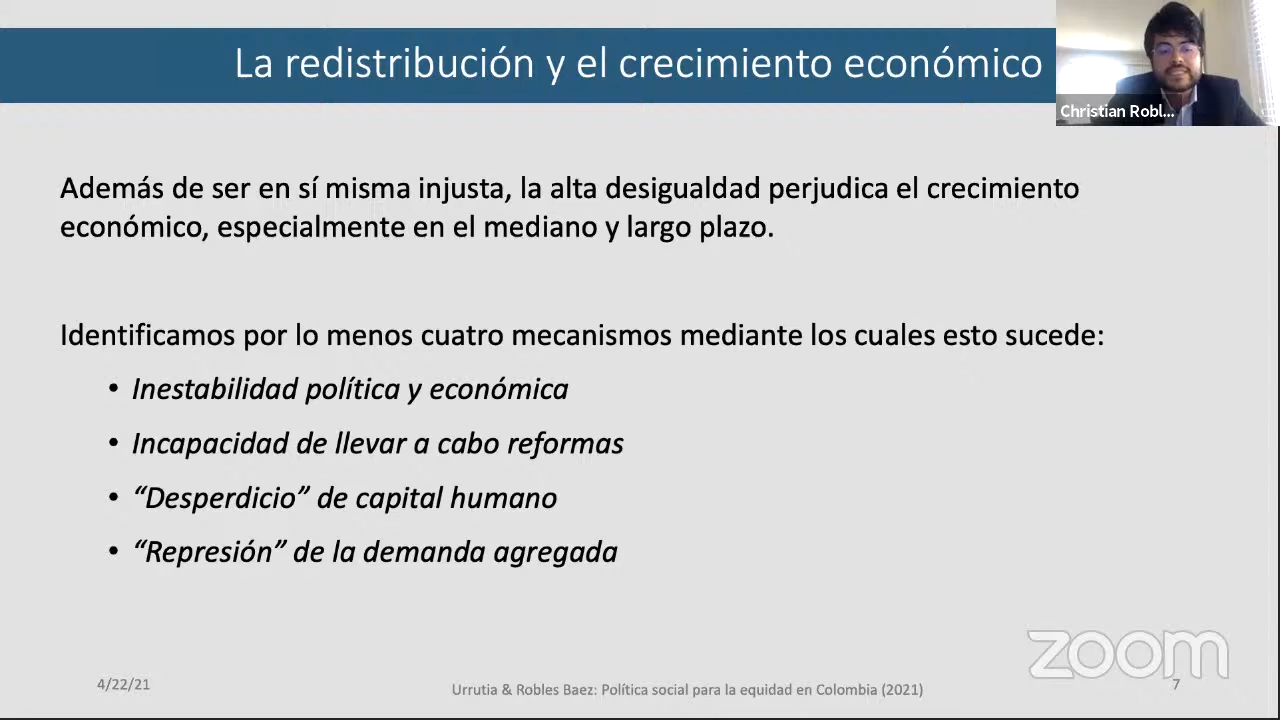 La redistribución y el crecimiento económico
Christian Robl...
Además de ser en sí misma injusta, la alta desigualdad perjudica el crecimiento
económico, especialmente en el mediano y largo plazo.
Identificamos por lo menos cuatro mecanismos mediante los cuales esto sucede:
• Inestabilidad política y económica
• Incapacidad de llevar a cabo reformas
• “Desperdicio” de capital humano
• “Represión” de la demanda agregada
zoom
4/22/21
Urrutia & Robles Baez: Política social para la equidad en Colombia (2021)
7